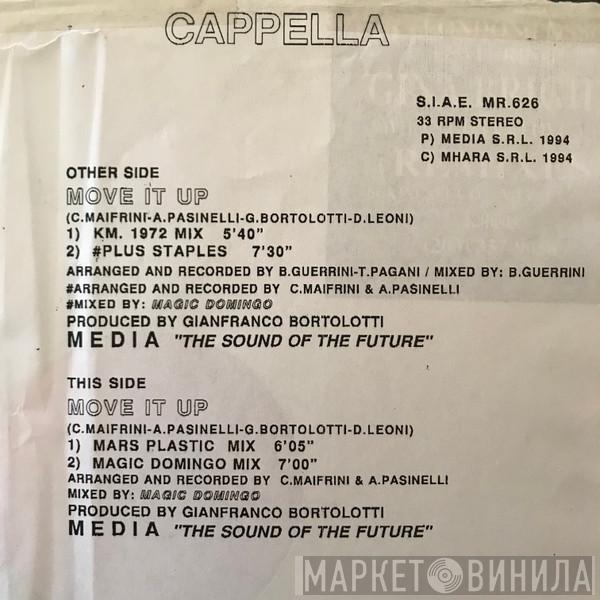 CAPPELLA
S.I.A.E. MR.626
33 RPM STEREO
P) MEDIA S.R.L. 1994
C) MHARA S.R.L. 1994
OTHER SIDE
MOVE IT UP
(C.MAIFRINI-A.PASINELLI-G.BORTOLOTTI-D.LEONI)
1) KM. 1972 MIX 5'40"
2) #PLUS STAPLES 7'30"
ARRANGED AND RECORDED BY B.GUERRINI-T.PAGANI / MIXED BY: B.GUERRINI
#ARRANGED AND RECORDED BY C.MAIFRINI & A.PASINELLI
#MIXED BY: MAGIC DOMINGO
PRODUCED BY GIANFRANCO BORTOLOTTI
MEDIA "THE SOUND OF THE FUTURE"
THIS SIDE
MOVE IT UP
(C.MAIFRINI-A.PASINELLI-G.BORTOLOTTI-D.LEONI)
1) MARS PLASTIC MIX 6'05"
2) MAGIC DOMINGO MIX 7'00"
ARRANGED AND RECORDED BY C.MAIFRINI & A.PASINELLI
MIXED BY: MAGIC DOMINGO
PRODUCED BY GIANFRANCO BORTOLOTTI
MEDIA "THE SOUND OF THE FUTURE"
МАРКЕТ ВИНИЛА